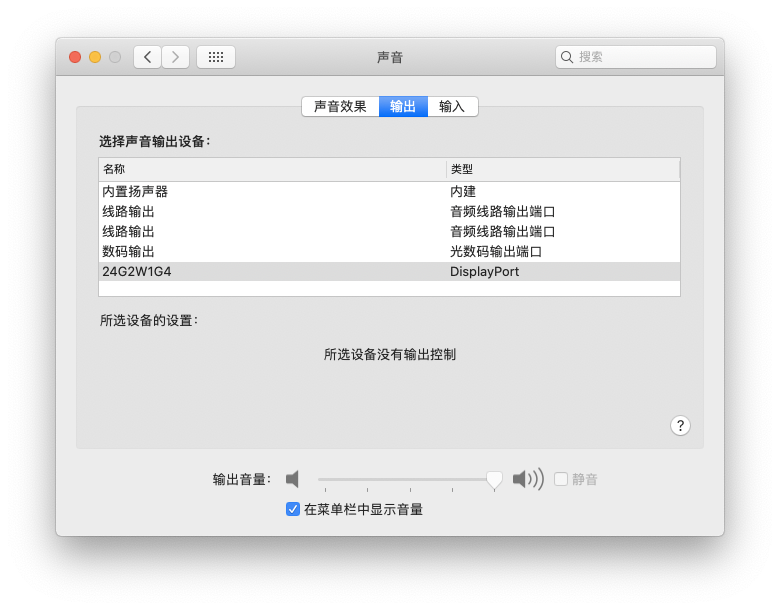 声音
搜索
声音效果 输出 输入
选择声音输出设备：
名称 类型
内置扬声器 内建
线路输出 音频线路输出端口
线路输出 音频线路输出端口
数码输出 光数码输出端口
24G2W1G4 DisplayPort
所选设备的设置：
所选设备没有输出控制
?
输出音量： 静音
在菜单栏中显示音量